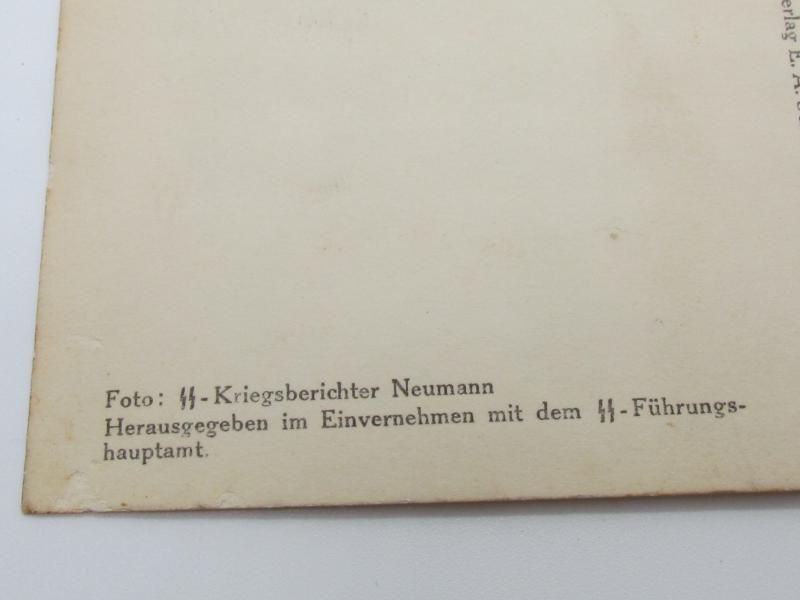 Foto: ᛋᛋ-Kriegsberichter Neumann
Herausgegeben im Einvernehmen mit dem ᛋᛋ-Führungs-
hauptamt.
erlag E. A.